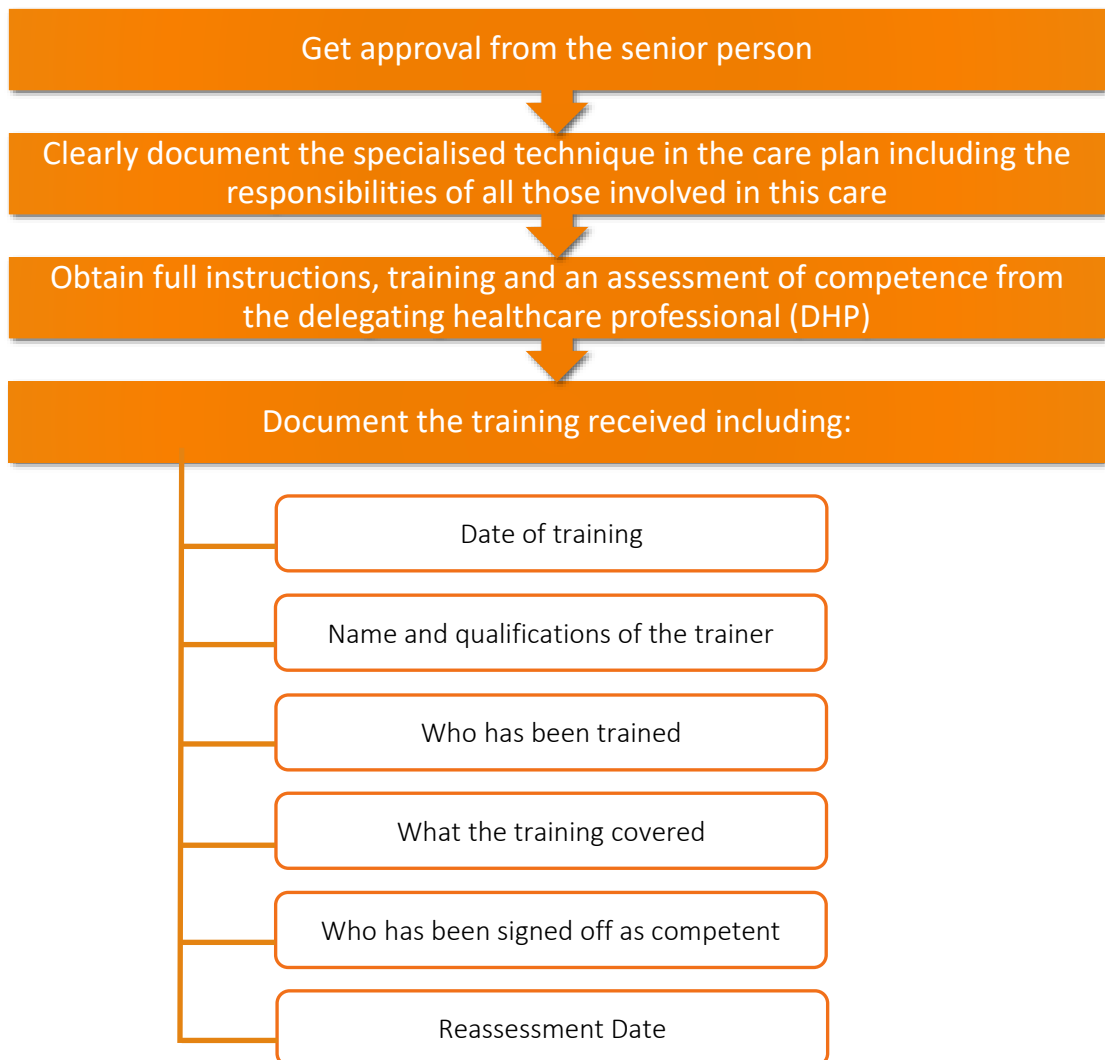 Get approval from the senior person
Clearly document the specialised technique in the care plan including the
responsibilities of all those involved in this care
Obtain full instructions, training and an assessment of competence from
the delegating healthcare professional (DHP)
Document the training received including:
Date of training
Name and qualifications of the trainer
Who has been trained
What the training covered
Who has been signed off as competent
Reassessment Date